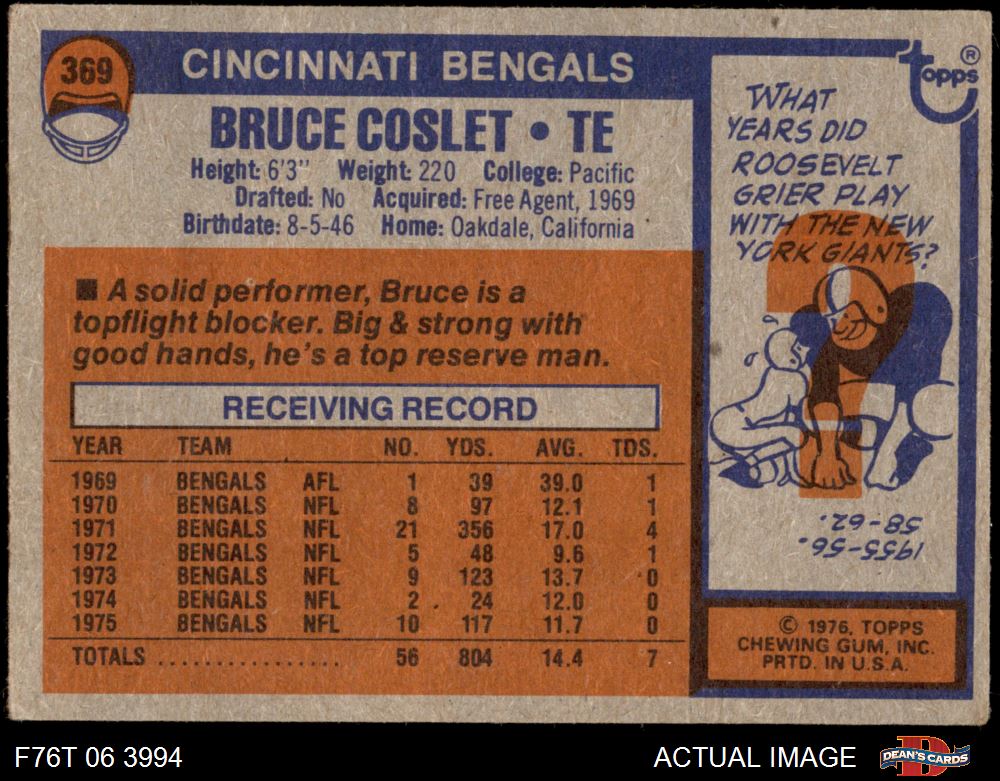 369
CINCINNATI BENGALS
BRUCE COSLET • TE
Height: 6'3" Weight: 220 College: Pacific
Drafted: No Acquired: Free Agent, 1969
Birthdate: 8-5-46 Home: Oakdale, California
■ A solid performer, Bruce is a
topflight blocker. Big & strong with
good hands, he's a top reserve man.
RECEIVING RECORD
YEAR TEAM NO. YDS. AVG. TDS.
1969 BENGALS AFL 1 39 39.0 1
1970 BENGALS NFL 8 97 12.1 1
1971 BENGALS NFL 21 356 17.0 4
1972 BENGALS NFL 5 48 9.6 1
1973 BENGALS NFL 9 123 13.7 0
1974 BENGALS NFL 2 24 12.0 0
1975 BENGALS NFL 10 117 11.7 0
TOTALS .................. 56 804 14.4 7
topps ®
WHAT
YEARS DID
ROOSEVELT
GRIER PLAY
WITH THE NEW
YORK GIANTS?
?
1955-56.
58-62.
© 1976, TOPPS
CHEWING GUM, INC.
PRTD. IN U.S.A.
F76T 06 3994
ACTUAL IMAGE
D
DEAN'S CARDS